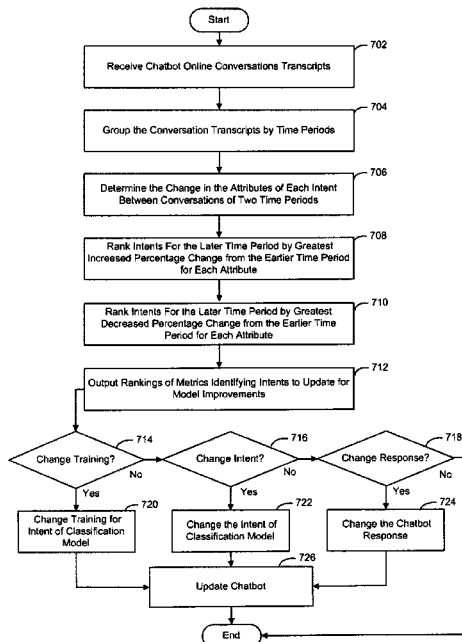 Start
702
Receive Chatbot Online Conversations Transcripts
704
Group the Conversation Transcripts by Time Periods
706
Determine the Change in the Attributes of Each Intent
Between Conversations of Two Time Periods
708
Rank Intents For the Later Time Period by Greatest
Increased Percentage Change from the Earlier Time Period
for Each Attribute
710
Rank Intents For the Later Time Period by Greatest
Decreased Percentage Change from the Earlier Time
Period for Each Attribute
712
Output Rankings of Metrics Identifying Intents to Update for
Model Improvements
714
716
718
Change Training?
No
Change Intent?
No
Change Response?
Yes
Yes
Yes
No
720
722
724
Change Training for
Intent of Classification
Model
Change the Intent of
Classification Model
Change the Chatbot
Response
726
Update Chatbot
End